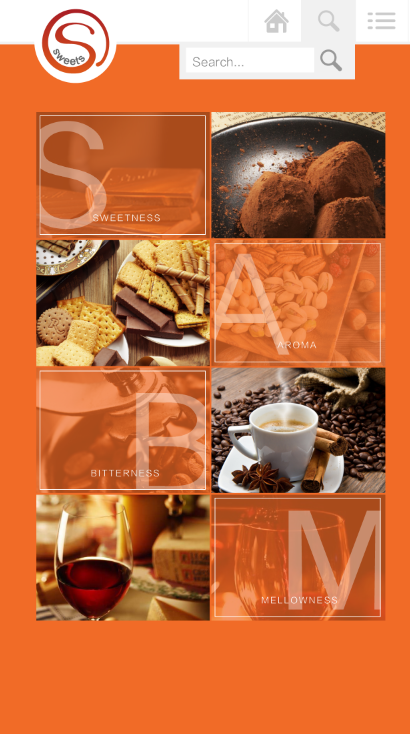 S
sweets
Search...
S
SWEETNESS
A
AROMA
B
BITTERNESS
M
MELLOWNESS